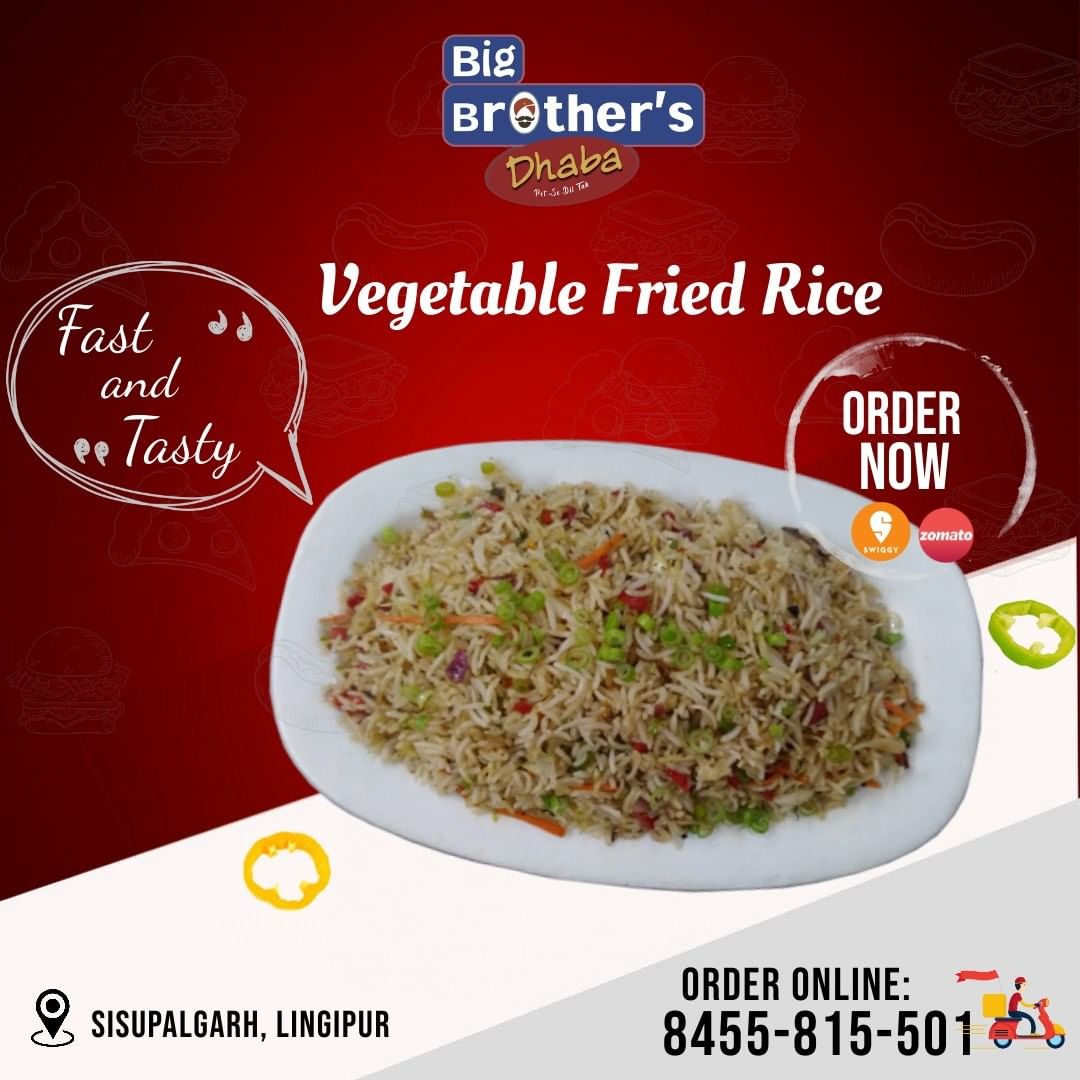 Big
Brother's
Dhaba
Pet Se Dil Tak
Vegetable Fried Rice
Fast
and
Tasty
ORDER
NOW
SWIGGY
zomato
SISUPALGARH, LINGIPUR
ORDER ONLINE:
8455-815-501